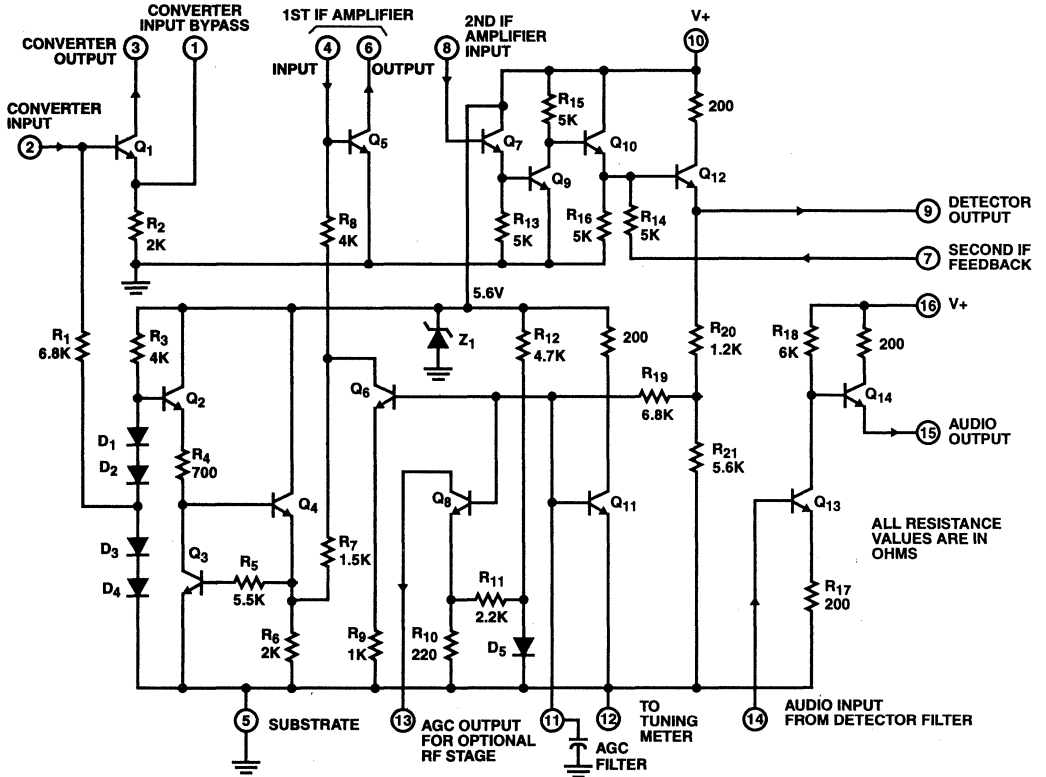 CONVERTER
INPUT BYPASS
1ST IF AMPLIFIER
2ND IF
AMPLIFIER
INPUT
V+
CONVERTER
OUTPUT
3
1
4
6
8
10
INPUT
OUTPUT
CONVERTER
INPUT
2
Q1
Q5
Q7
R15
5K
Q10
200
Q9
Q12
R2
2K
R8
4K
R13
5K
R16
5K
R14
5K
9
DETECTOR
OUTPUT
7
SECOND IF
FEEDBACK
5.6V
16
V+
R1
6.8K
R3
4K
Z1
R12
4.7K
200
R20
1.2K
R18
6K
200
Q2
Q6
R19
6.8K
Q14
D1
D2
R4
700
R21
5.6K
15
AUDIO
OUTPUT
Q4
Q8
Q11
Q13
ALL RESISTANCE
VALUES ARE IN
OHMS
D3
D4
Q3
R5
5.5K
R7
1.5K
R11
2.2K
R17
200
R6
2K
R9
1K
R10
220
D5
5
SUBSTRATE
13
AGC OUTPUT
FOR OPTIONAL
RF STAGE
11
AGC
FILTER
12
TO
TUNING
METER
14
AUDIO INPUT
FROM DETECTOR FILTER